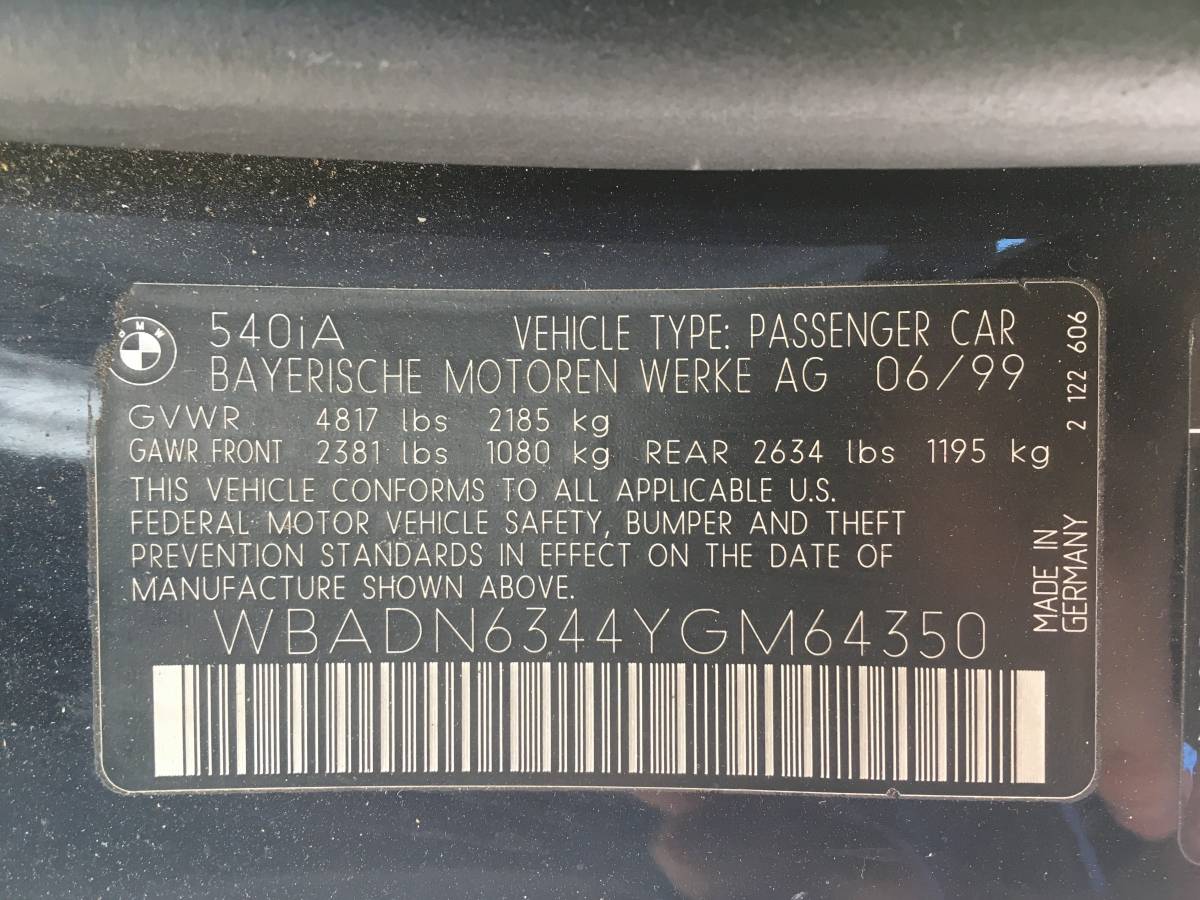 BMW
540iA VEHICLE TYPE: PASSENGER CAR
BAYERISCHE MOTOREN WERKE AG 06/99
GVWR 4817 lbs 2185 kg
GAWR FRONT 2381 lbs 1080 kg REAR 2634 lbs 1195 kg
THIS VEHICLE CONFORMS TO ALL APPLICABLE U.S.
FEDERAL MOTOR VEHICLE SAFETY, BUMPER AND THEFT
PREVENTION STANDARDS IN EFFECT ON THE DATE OF
MANUFACTURE SHOWN ABOVE.
WBADN6344YGM64350
2 122 606
MADE IN
GERMANY